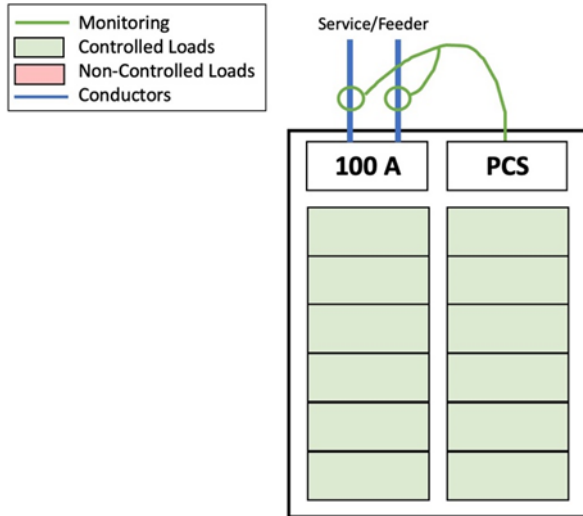 Monitoring
Controlled Loads
Non-Controlled Loads
Conductors
Service/Feeder
100 A
PCS